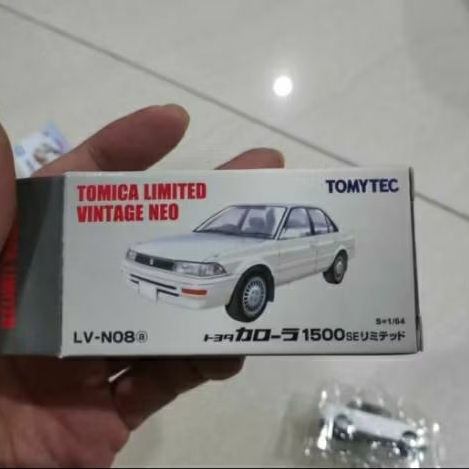 TOMICA LIMITED
VINTAGE NEO
TOMYTEC
S=1/64
LV-N08ⓐ
トヨタカローラ1500SEリミテッド